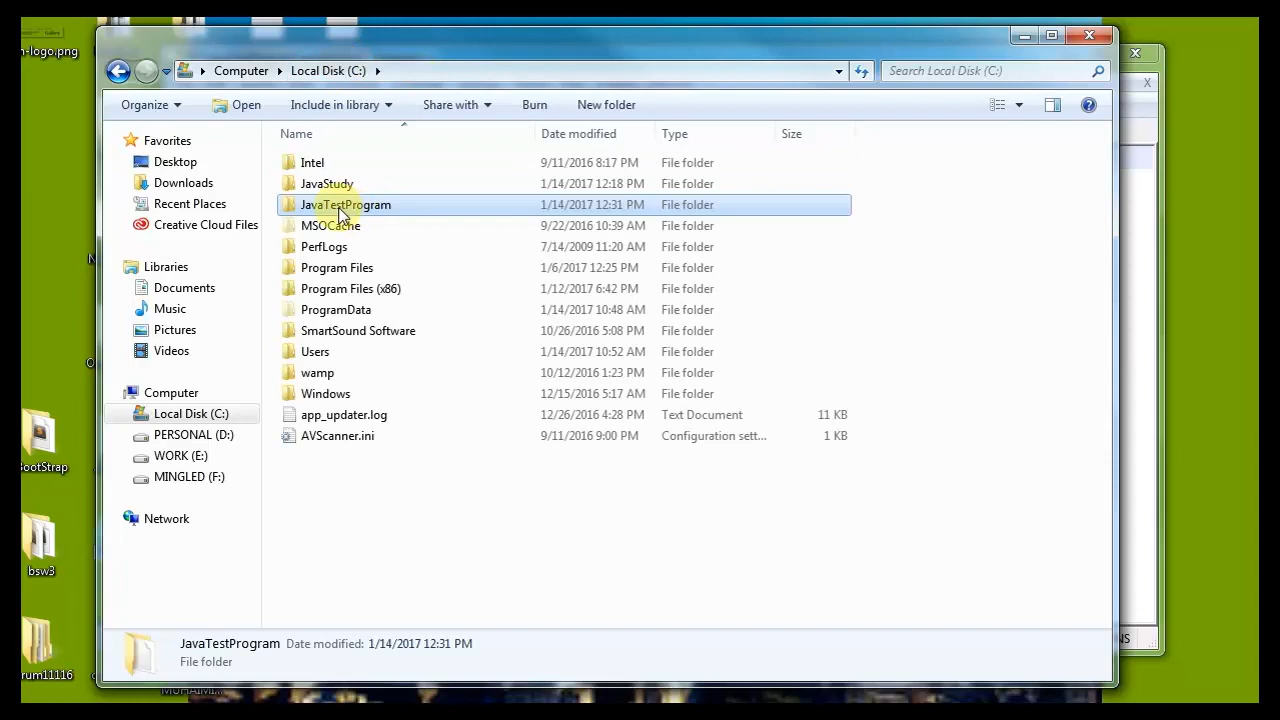 n-logo.png
Computer Local Disk (C:)
Search Local Disk (C:)
X
Organize Open Include in library Share with Burn New folder
Name Date modified Type Size
Favorites
Desktop
Downloads
Recent Places
Creative Cloud Files
Libraries
Documents
Music
Pictures
Videos
Computer
Local Disk (C:)
PERSONAL (D:)
WORK (E:)
MINGLED (F:)
Network
Intel 9/11/2016 8:17 PM File folder
JavaStudy 1/14/2017 12:18 PM File folder
JavaTestProgram 1/14/2017 12:31 PM File folder
MSOCache 9/22/2016 10:39 AM File folder
PerfLogs 7/14/2009 11:20 AM File folder
Program Files 1/6/2017 12:25 PM File folder
Program Files (x86) 1/12/2017 6:42 PM File folder
ProgramData 1/14/2017 10:48 AM File folder
SmartSound Software 10/26/2016 5:08 PM File folder
Users 1/14/2017 10:52 AM File folder
wamp 10/12/2016 1:23 PM File folder
Windows 12/15/2016 5:17 AM File folder
app_updater.log 12/26/2016 4:28 PM Text Document 11 KB
AVScanner.ini 9/11/2016 9:00 PM Configuration sett... 1 KB
N
O
BootStrap
bsw3
rum11116
NS
JavaTestProgram Date modified: 1/14/2017 12:31 PM
File folder